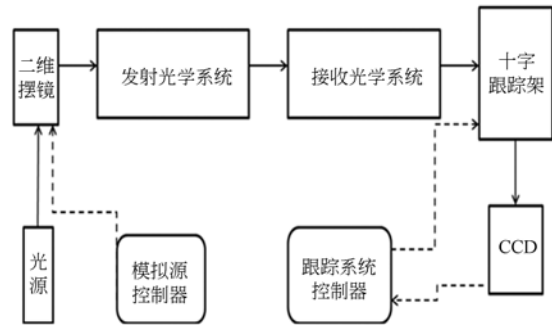 二维
摆镜
发射光学系统
接收光学系统
十字
跟踪架
光
源
模拟源
控制器
跟踪系统
控制器
CCD